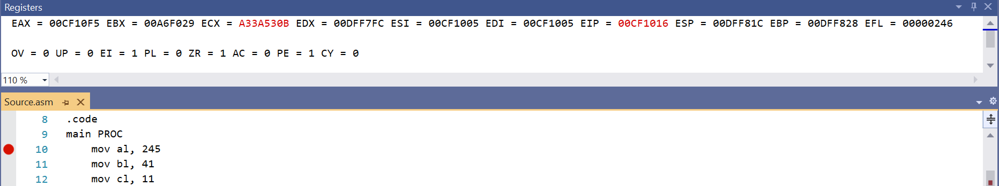 Registers
EAX = 00CF10F5 EBX = 00A6F029 ECX = A33A530B EDX = 00DFF7FC ESI = 00CF1005 EDI = 00CF1005 EIP = 00CF1016 ESP = 00DFF81C EBP = 00DFF828 EFL = 00000246
OV = 0 UP = 0 EI = 1 PL = 0 ZR = 1 AC = 0 PE = 1 CY = 0
110 %
Source.asm
8 .code
9 main PROC
10 mov al, 245
11 mov bl, 41
12 mov cl, 11